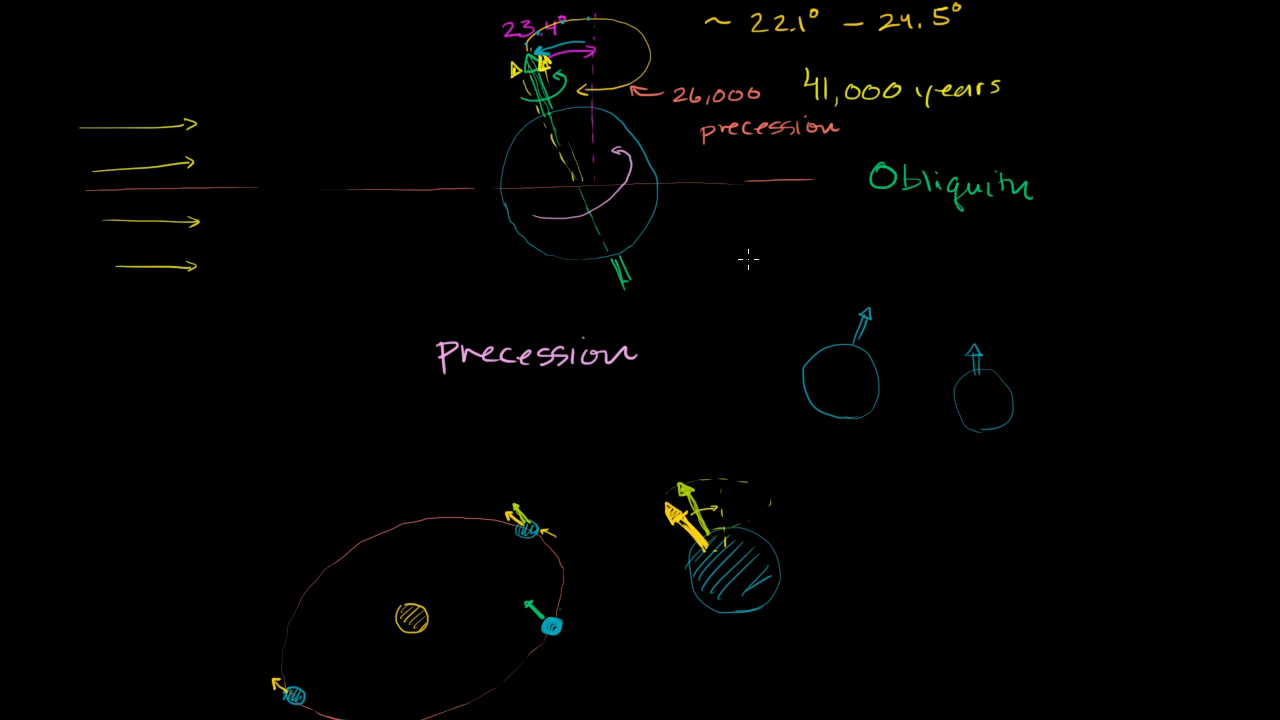 23.4°
~ 22.1° – 24.5°
26,000
precession
41,000 years
Obliquity
Precession